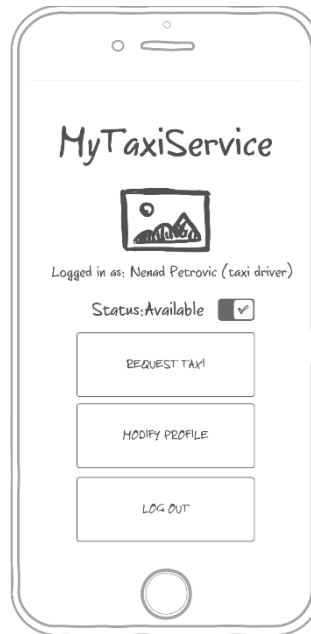 MyTaxiService
Logged in as: Nenad Petrovic (taxi driver)
Status:Available
REQUEST TAXI
MODIFY PROFILE
LOG OUT